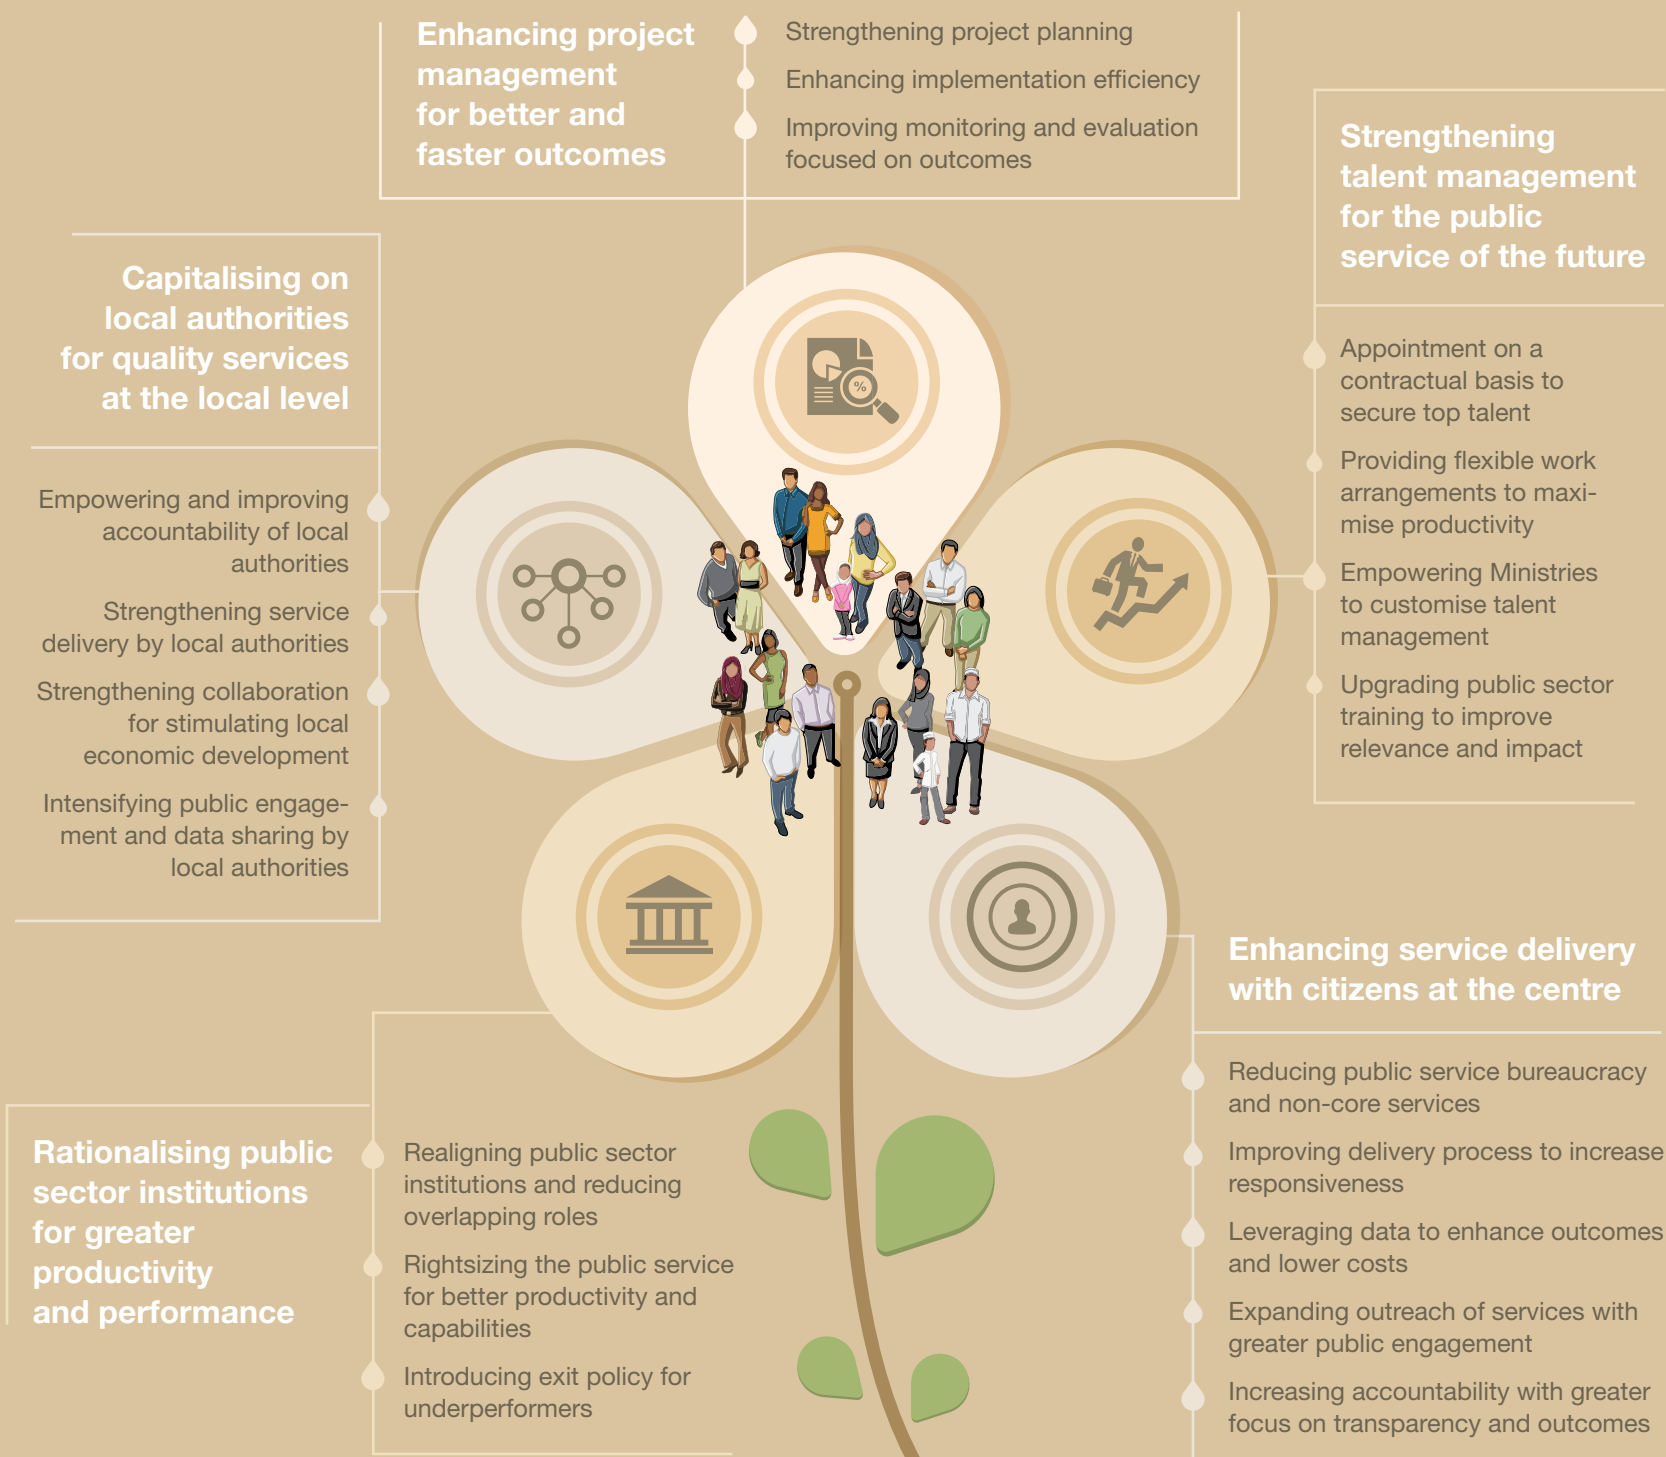 Enhancing project
management
for better and
faster outcomes
Strengthening project planning
Enhancing implementation efficiency
Improving monitoring and evaluation
focused on outcomes
Strengthening
talent management
for the public
service of the future
Appointment on a
contractual basis to
secure top talent
Providing flexible work
arrangements to maxi-
mise productivity
Empowering Ministries
to customise talent
management
Upgrading public sector
training to improve
relevance and impact
Capitalising on
local authorities
for quality services
at the local level
Empowering and improving
accountability of local
authorities
Strengthening service
delivery by local authorities
Strengthening collaboration
for stimulating local
economic development
Intensifying public engage-
ment and data sharing by
local authorities
%
Enhancing service delivery
with citizens at the centre
Reducing public service bureaucracy
and non-core services
Improving delivery process to increase
responsiveness
Leveraging data to enhance outcomes
and lower costs
Expanding outreach of services with
greater public engagement
Increasing accountability with greater
focus on transparency and outcomes
Rationalising public
sector institutions
for greater
productivity
and performance
Realigning public sector
institutions and reducing
overlapping roles
Rightsizing the public service
for better productivity and
capabilities
Introducing exit policy for
underperformers